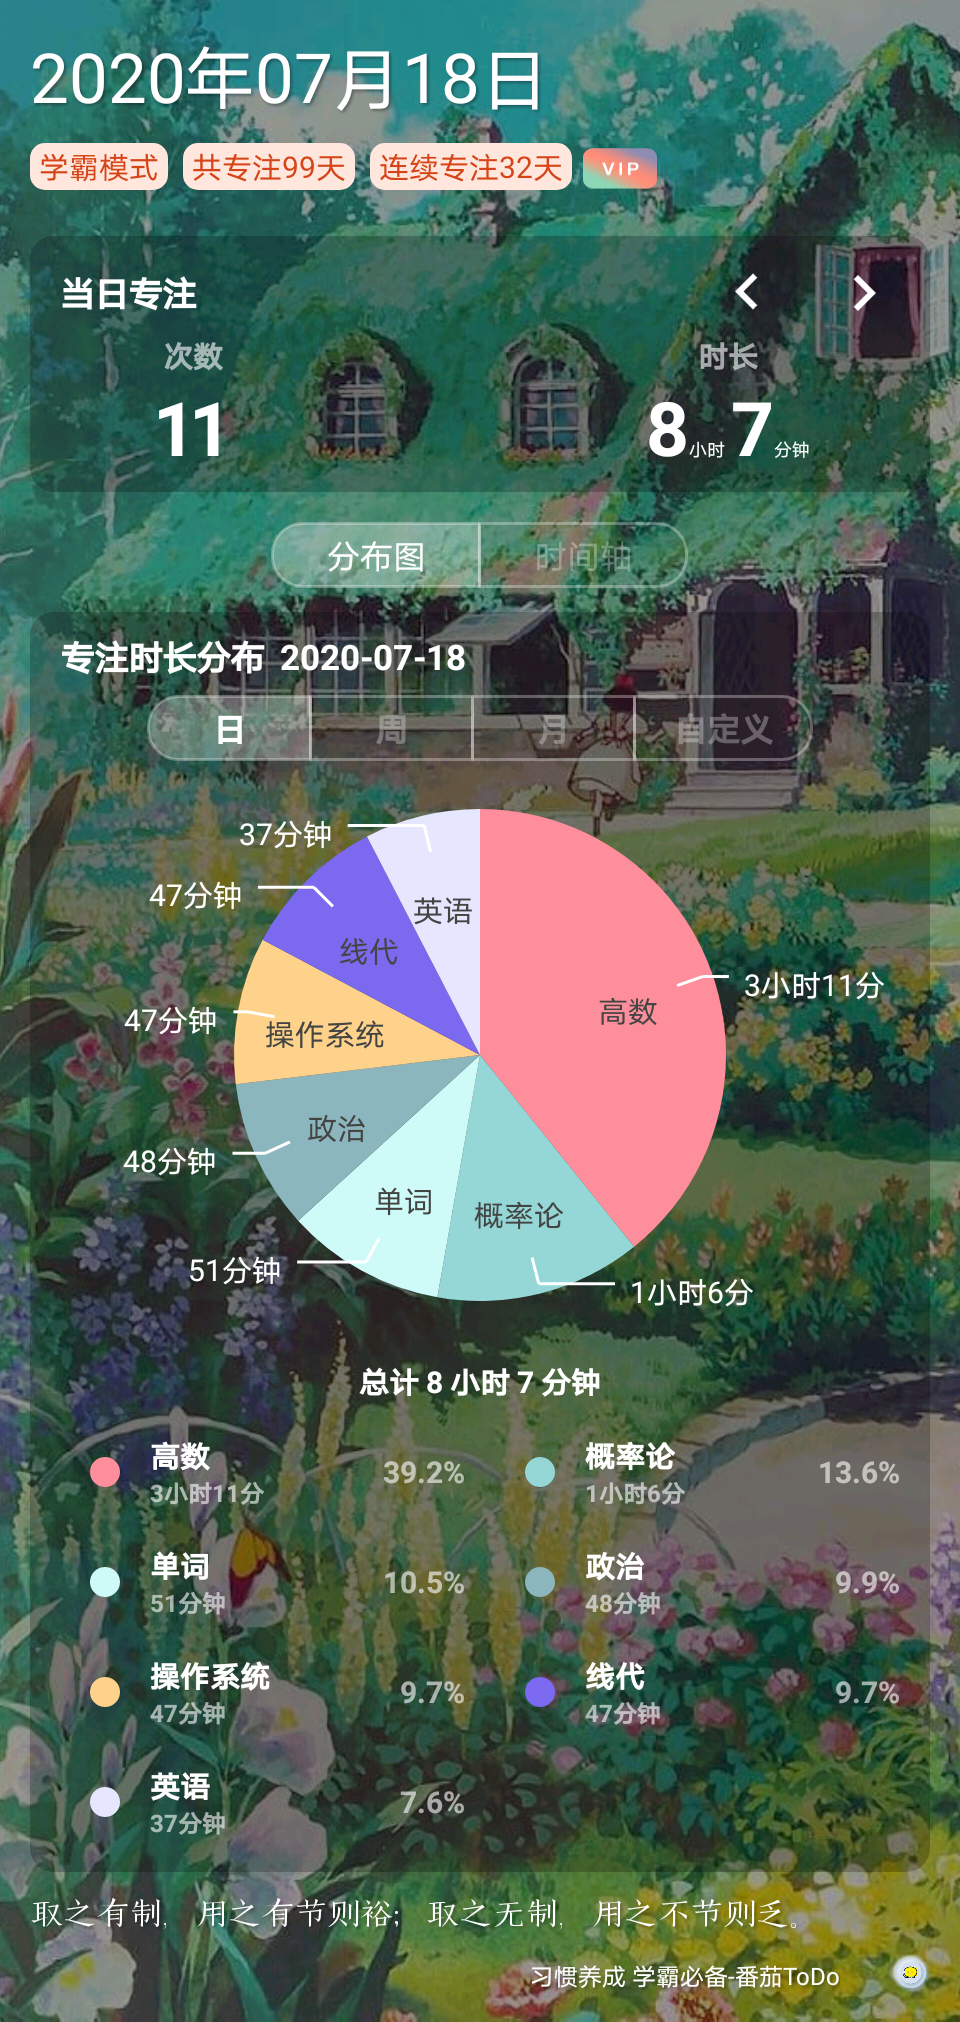 2020年07月18日
学霸模式 共专注99天 连续专注32天 VIP
当日专注
次数 时长
11 8小时7分钟
分布图 时间轴
专注时长分布 2020-07-18
日 周 月 自定义
37分钟
英语
47分钟
线代
3小时11分
高数
47分钟
操作系统
政治
48分钟
单词
概率论
51分钟
1小时6分
总计 8 小时 7 分钟
高数 39.2%
3小时11分
概率论 13.6%
1小时6分
单词 10.5%
51分钟
政治 9.9%
48分钟
操作系统 9.7%
47分钟
线代 9.7%
47分钟
英语 7.6%
37分钟
取之有制, 用之有节则裕; 取之无制, 用之不节则乏。
习惯养成 学霸必备-番茄ToDo